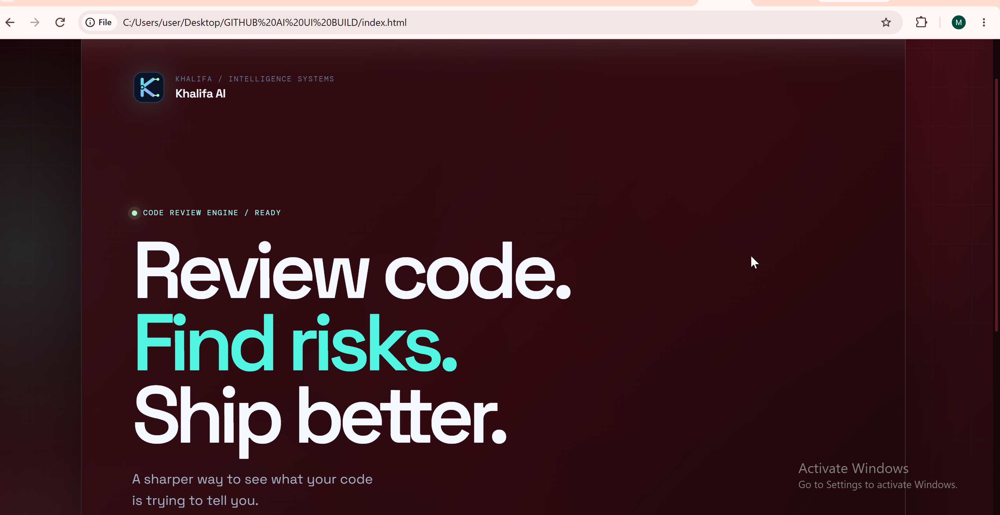 File
C:/Users/user/Desktop/GITHUB%20AI%20UI%20BUILD/index.html
M
KHALIFA / INTELLIGENCE SYSTEMS
Khalifa AI
CODE REVIEW ENGINE / READY
Review code.
Find risks.
Ship better.
A sharper way to see what your code
is trying to tell you.
Activate Windows
Go to Settings to activate Windows.